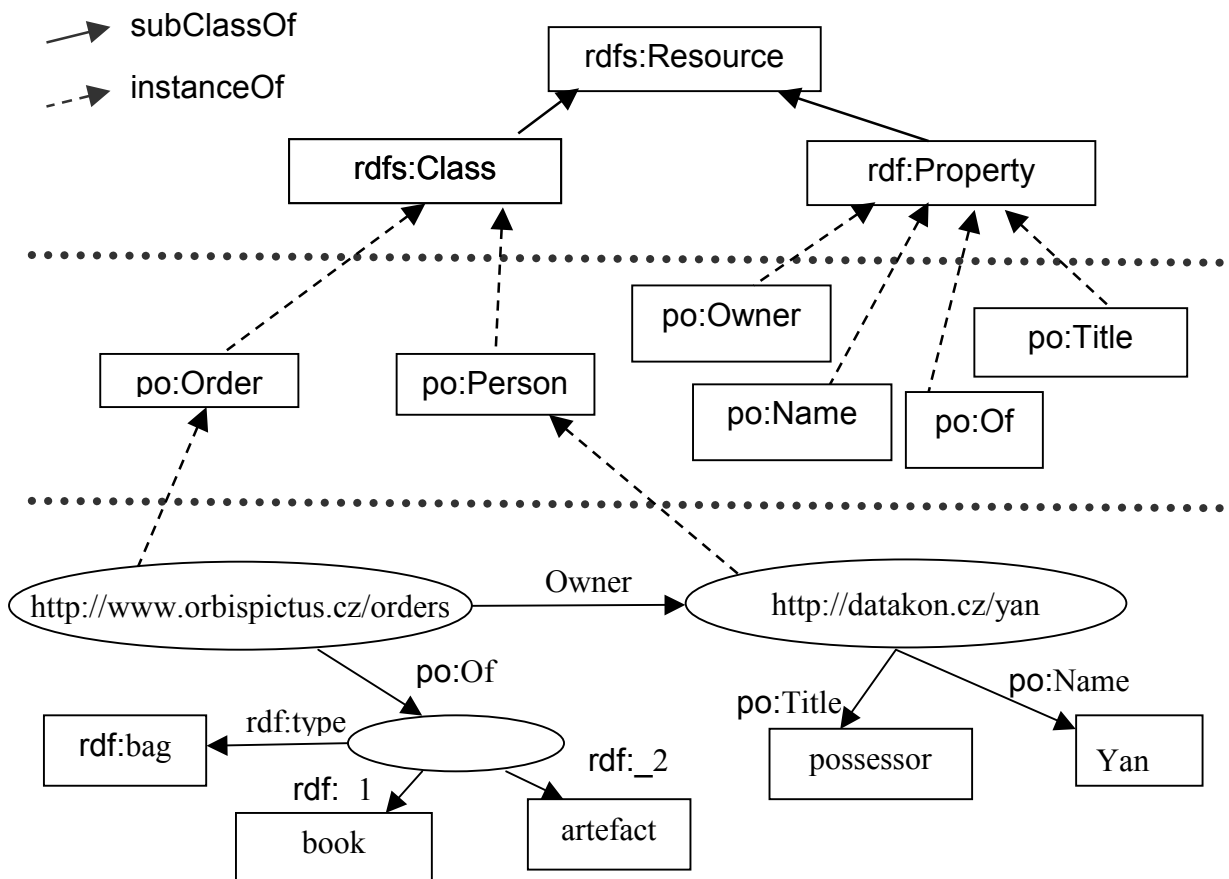 subClassOf
instanceOf
rdfs:Resource
rdfs:Class
rdf:Property
po:Owner
po:Title
po:Order
po:Person
po:Name
po:Of
http://www.orbispictus.cz/orders
Owner
http://datakon.cz/yan
po:Of
po:Title
po:Name
rdf:type
rdf:bag
rdf:_2
rdf: 1
possessor
Yan
book
artefact